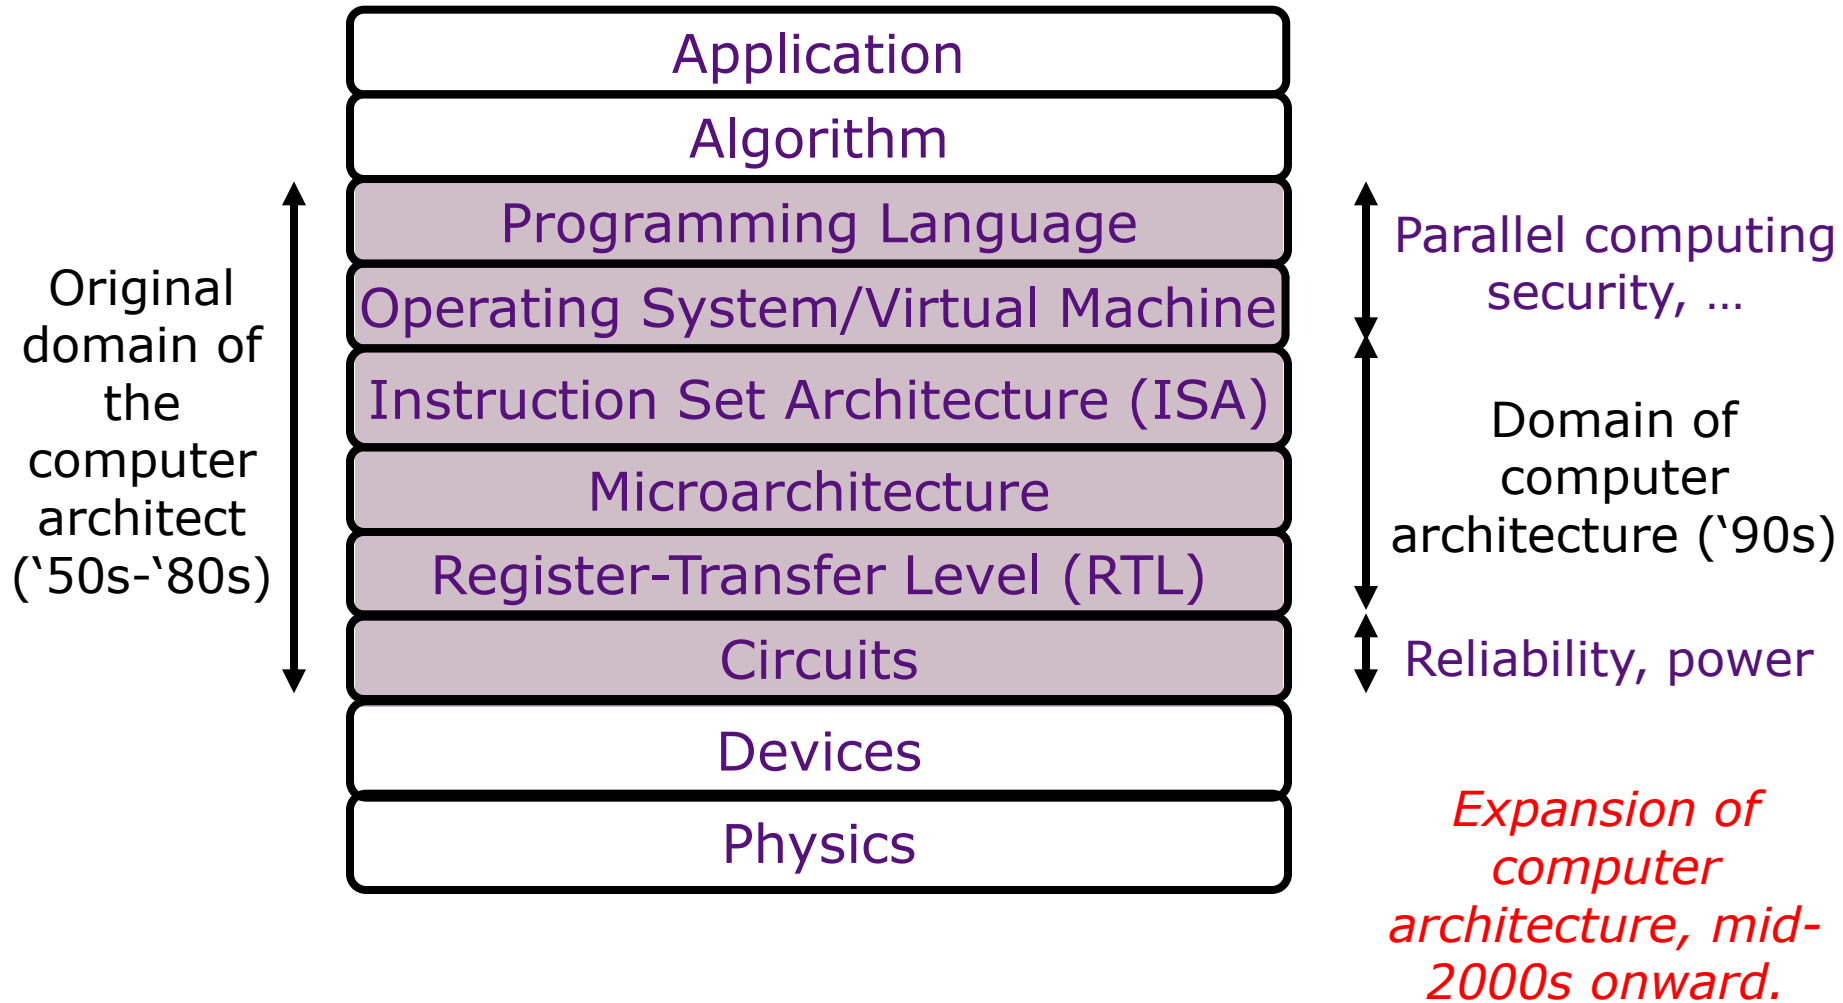 Application
Algorithm
Programming Language
Operating System/Virtual Machine
Instruction Set Architecture (ISA)
Microarchitecture
Register-Transfer Level (RTL)
Circuits
Devices
Physics
Original
domain of
the
computer
architect
(‘50s-‘80s)
Parallel computing
security, …
Domain of
computer
architecture (‘90s)
Reliability, power
Expansion of
computer
architecture, mid-
2000s onward.